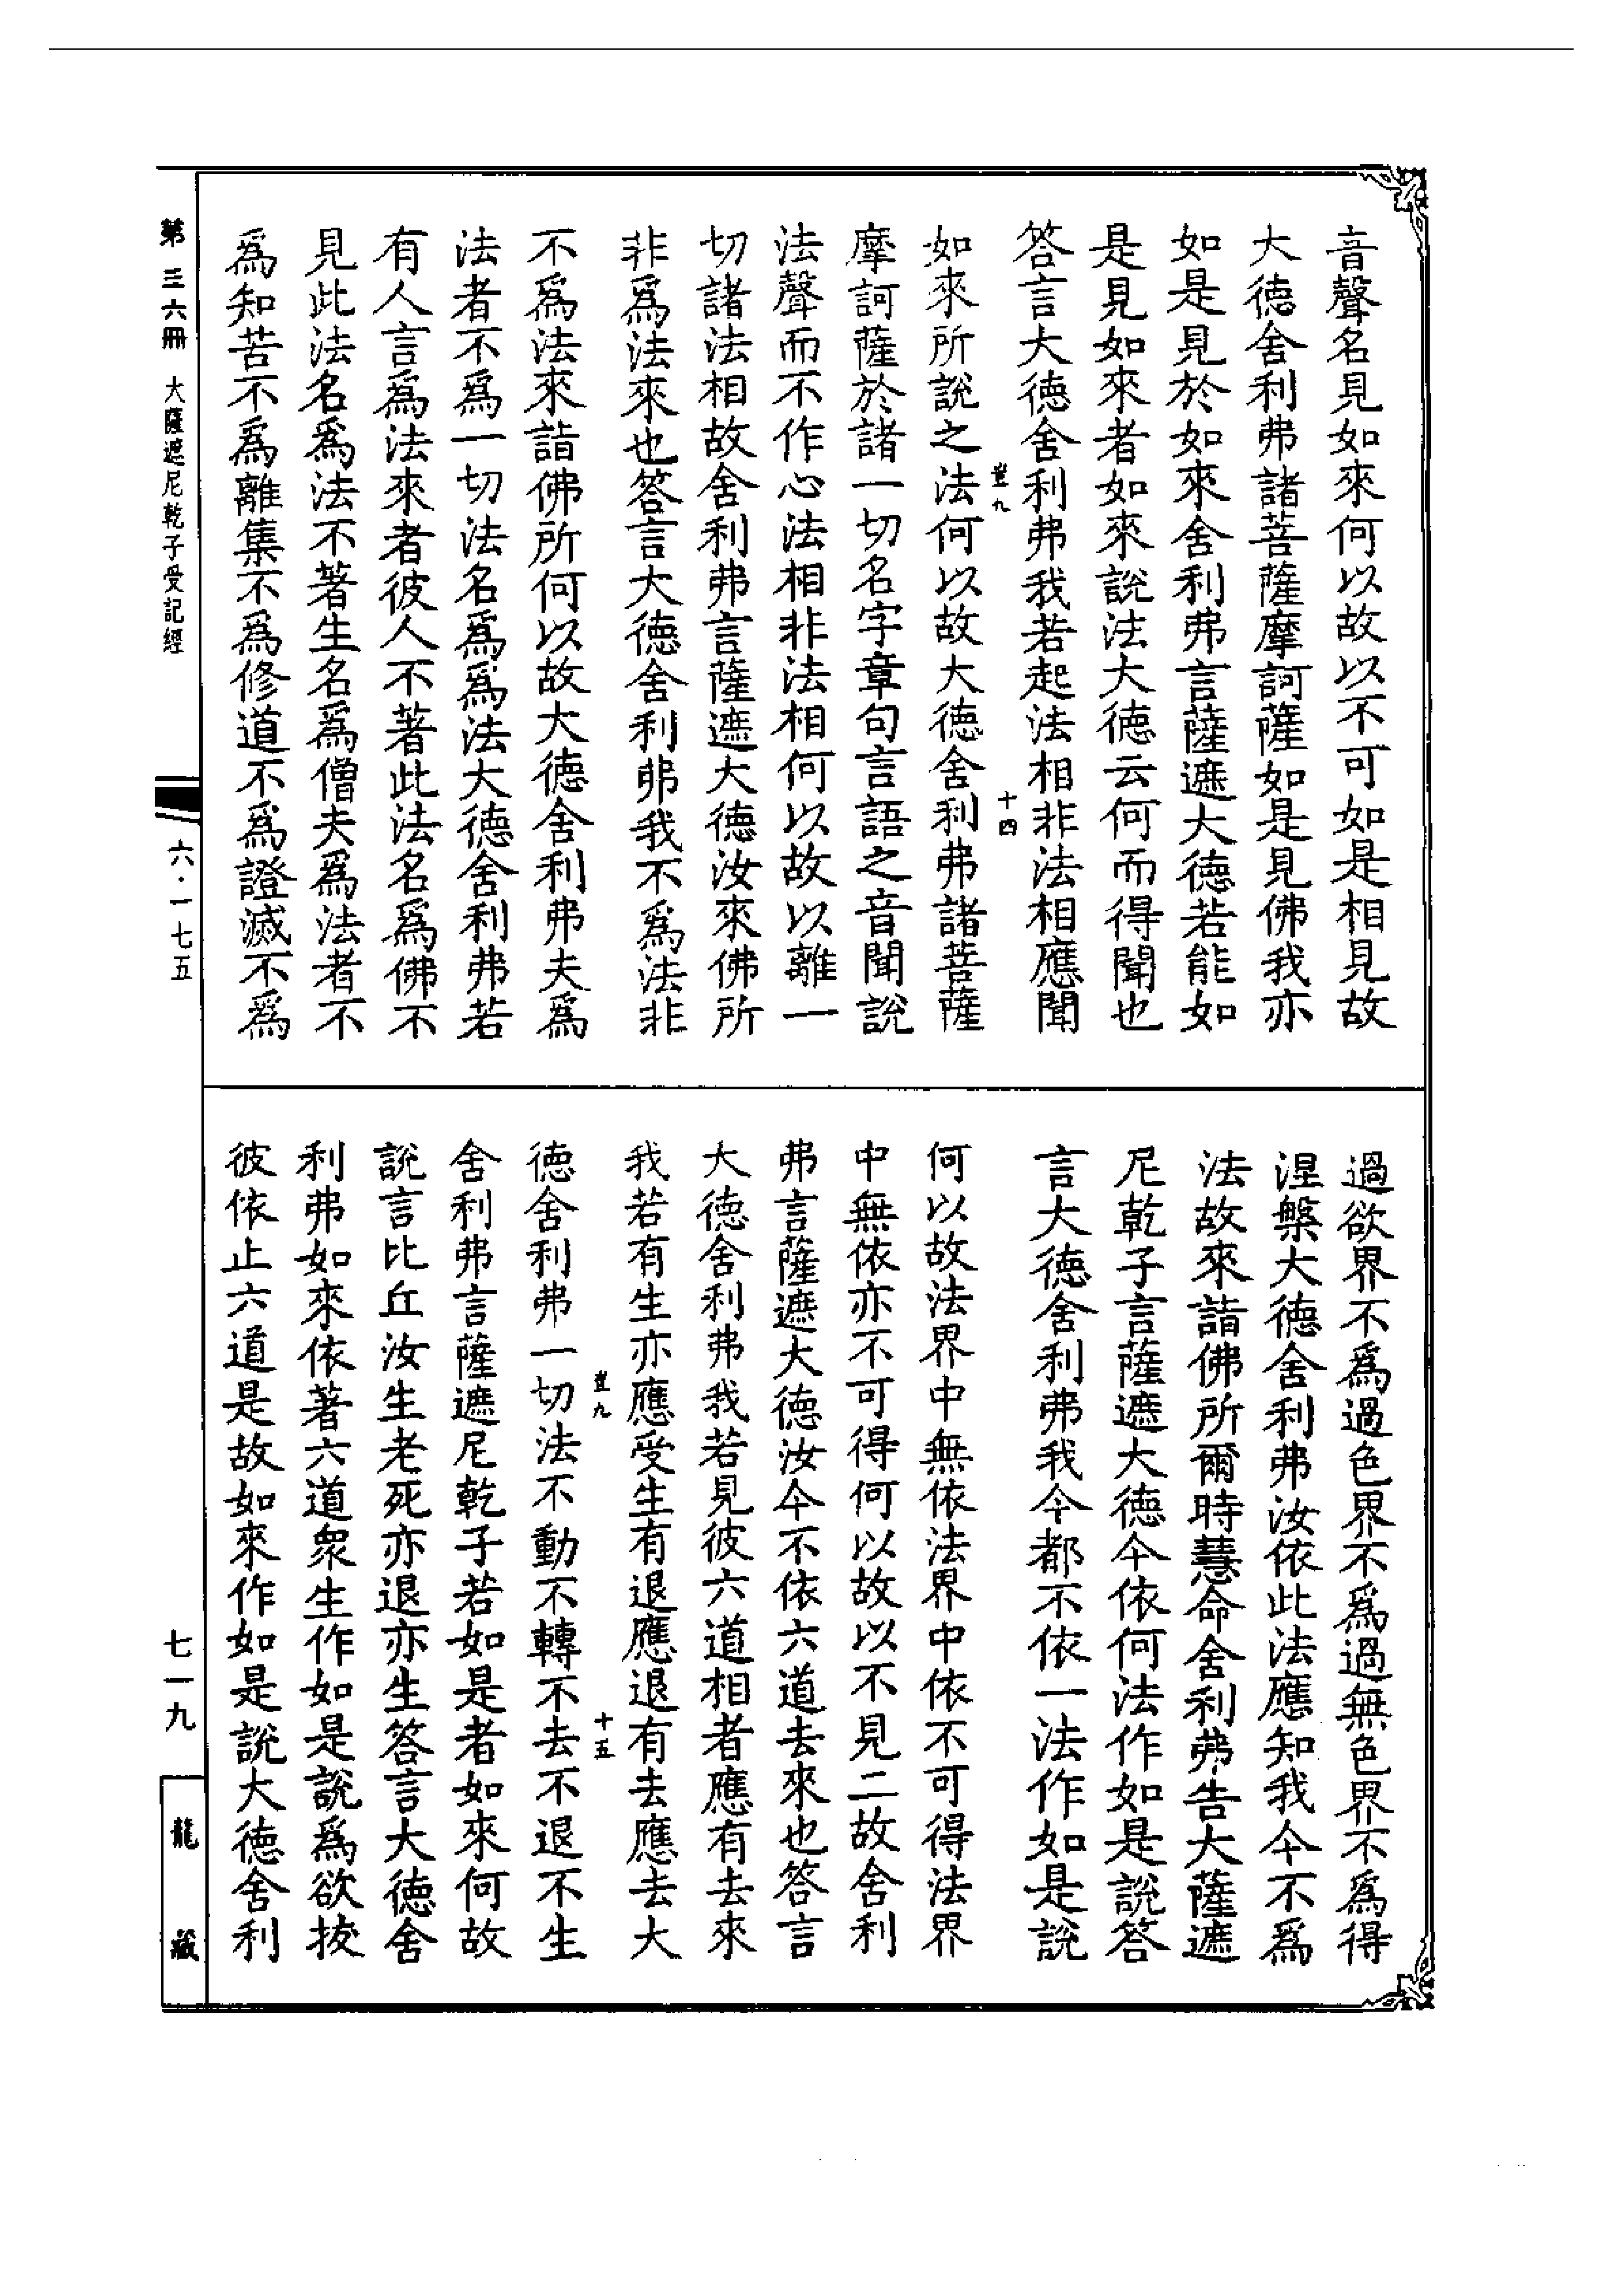 音聲名見如來何以故以不可如是相見故
大德舍利弗諸菩薩摩訶薩如是見佛我亦
如是見於如來舍利弗言薩遮大德若能如
是見如來者如來說法大德云何而得聞也
答言大德舍利弗我若起法相非法相應聞
豈九
十四
如來所說之法何以故大德舍利弗諸菩薩
摩訶薩於諸一切名字章句言語之音聞說
法聲而不作心法相非法相何以故以離一
切諸法相故舍利弗言薩遮大德汝來佛所
非爲法來也答言大德舍利弗我不爲法非
不爲法來詣佛所何以故大德舍利弗夫爲
法者不爲一切法名爲爲法大德舍利弗若
有人言爲法來者彼人不著此法名爲佛不
見此法名爲法不著生名爲僧夫爲法者不
爲知苦不爲離集不爲修道不爲證滅不爲
過欲界不爲過色界不爲過無色界不爲得
涅槃大德舍利弗汝依此法應知我今不爲
法故來詣佛所爾時慧命舍利弗告大薩遮
尼乾子言薩遮大德今依何法作如是說答
言大德舍利弗我今都不依一法作如是說
何以故法界中無依法界中依不可得法界
中無依亦不可得何以故以不見二故舍利
弗言薩遮大德汝今不依六道去來也答言
大德舍利弗我若見彼六道相者應有去來
我若有生亦應受生有退應退有去應去大
豈九
十五
德舍利弗一切法不動不轉不去不退不生
舍利弗言薩遮尼乾子若如是者如來何故
說言比丘汝生老死亦退亦生答言大德舍
利弗如來依著六道衆生作如是說爲欲拔
彼依止六道是故如來作如是說大德舍利
第三六冊 大薩遮尼乾子受記經
六·一七五
七一九
龍藏